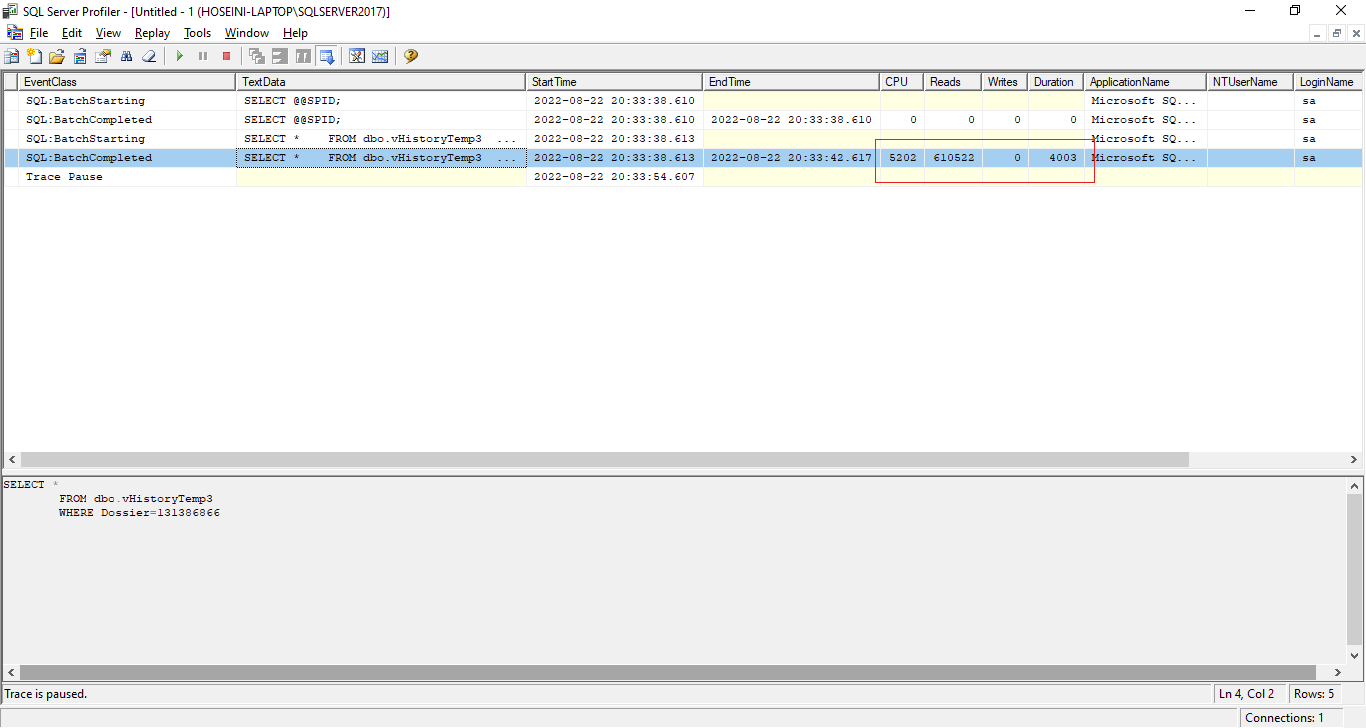 SQL Server Profiler - [Untitled - 1 (HOSEINI-LAPTOP\SQLSERVER2017)]
File Edit View Replay Tools Window Help
EventClass TextData StartTime EndTime CPU Reads Writes Duration ApplicationName NTUserName LoginName
SQL:BatchStarting SELECT @@SPID; 2022-08-22 20:33:38.610 Microsoft SQ... sa
SQL:BatchCompleted SELECT @@SPID; 2022-08-22 20:33:38.610 2022-08-22 20:33:38.610 0 0 0 0 Microsoft SQ... sa
SQL:BatchStarting SELECT * FROM dbo.vHistoryTemp3 ... 2022-08-22 20:33:38.613 Microsoft SQ... sa
SQL:BatchCompleted SELECT * FROM dbo.vHistoryTemp3 ... 2022-08-22 20:33:38.613 2022-08-22 20:33:42.617 5202 610522 0 4003 Microsoft SQ... sa
Trace Pause 2022-08-22 20:33:54.607
SELECT *
FROM dbo.vHistoryTemp3
WHERE Dossier=131386866
Trace is paused. Ln 4, Col 2 Rows: 5
Connections: 1